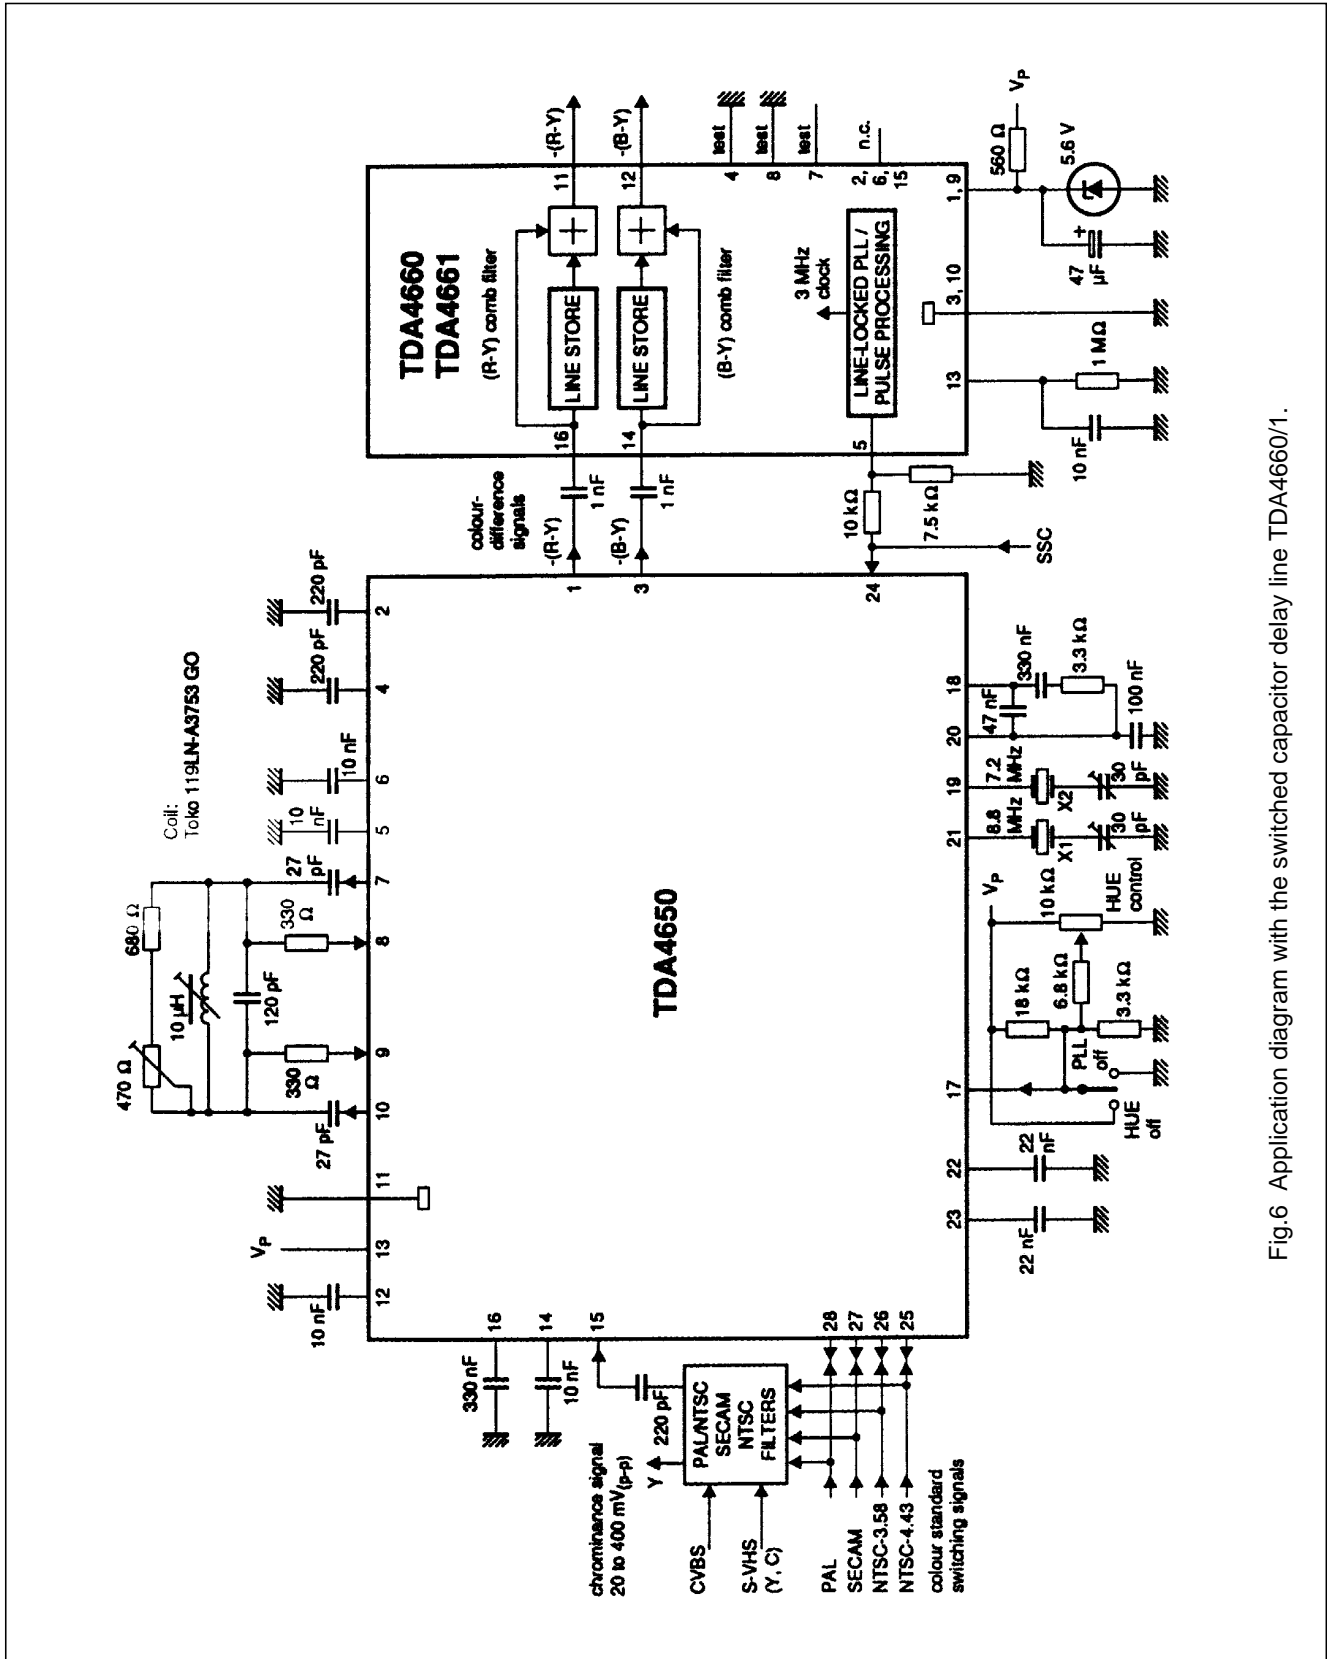 Coil:
Toko 119LN-A3753 GO
470 Ω
680 Ω
10 μH
120 pF
330
Ω
330
Ω
27 pF
27
pF
10
nF
10 nF
220 pF
220 pF
10 nF
VP
12
13
11
10
9
8
7
5
6
4
2
330 nF
16
10 nF
14
15
220 pF
chrominance signal
20 to 400 mV(p-p)
Y
CVBS
S-VHS
(Y, C)
PAL/NTSC
SECAM
NTSC
FILTERS
PAL
SECAM
NTSC-3.58
NTSC-4.43
colour standard
switching signals
28
27
26
25
TDA4650
1
3
24
colour-
difference
signals
-(R-Y)
-(B-Y)
1 nF
1 nF
10 kΩ
7.5 kΩ
SSC
TDA4660
TDA4661
(R-Y) comb filter
LINE STORE
LINE STORE
(B-Y) comb filter
3 MHz
clock
LINE-LOCKED PLL /
PULSE PROCESSING
16
14
5
11
12
4
8
7
2,
6,
15
-(R-Y)
-(B-Y)
test
test
test
n.c.
13
3, 10
1, 9
10 nF
1 MΩ
47
μF
+
560 Ω
VP
5.6 V
23
22
17
21
19
20
18
22 nF
22
nF
HUE
off
PLL
off
18 kΩ
6.8 kΩ
3.3 kΩ
VP
10 kΩ
HUE
control
8.8
MHz
X1
30
pF
7.2
MHz
X2
30
pF
47 nF
330 nF
3.3 kΩ
100 nF
Fig.6 Application diagram with the switched capacitor delay line TDA4660/1.